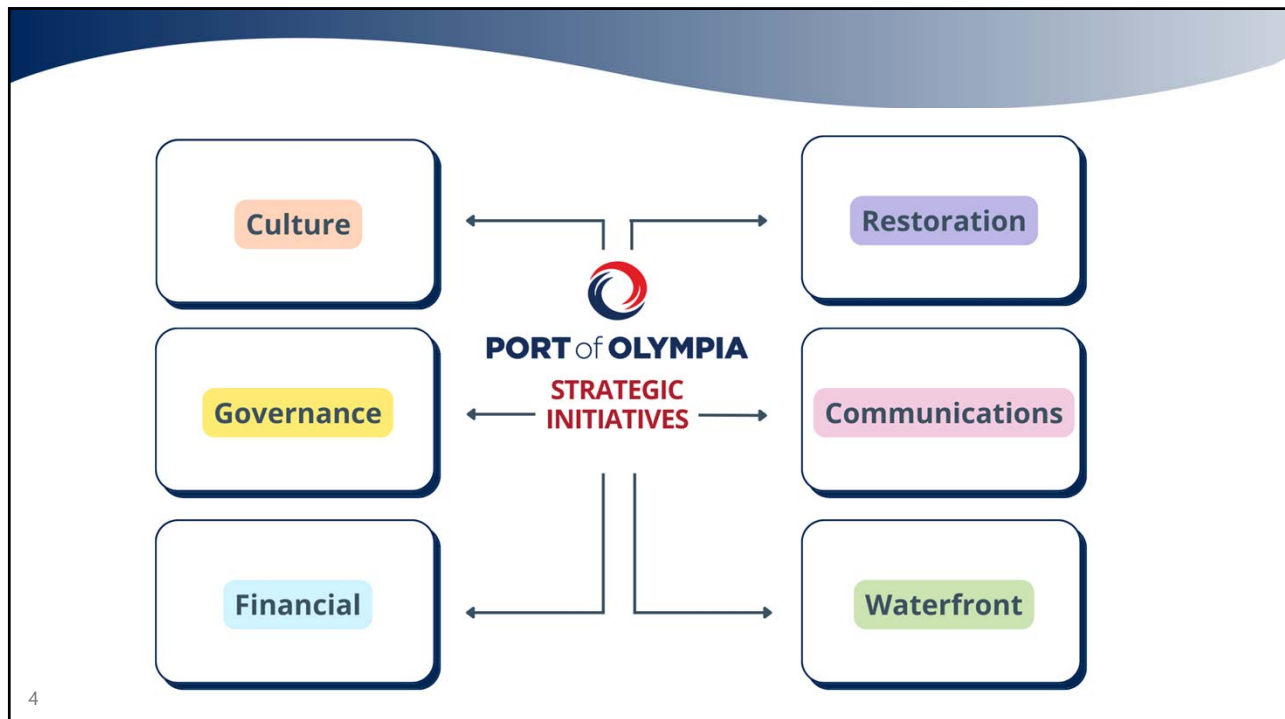 Culture
Restoration
PORT of OLYMPIA
STRATEGIC
INITIATIVES
Governance
Communications
Financial
Waterfront
4